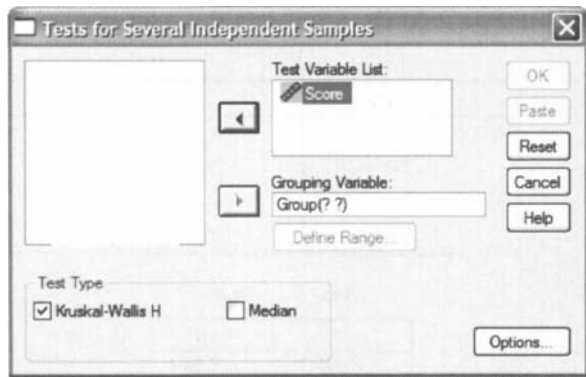 Tests for Several Independent Samples
Test Variable List:
Score
Grouping Variable:
Group(? ?)
Define Range...
OK
Paste
Reset
Cancel
Help
Test Type
Kruskal-Wallis H
Median
Options...